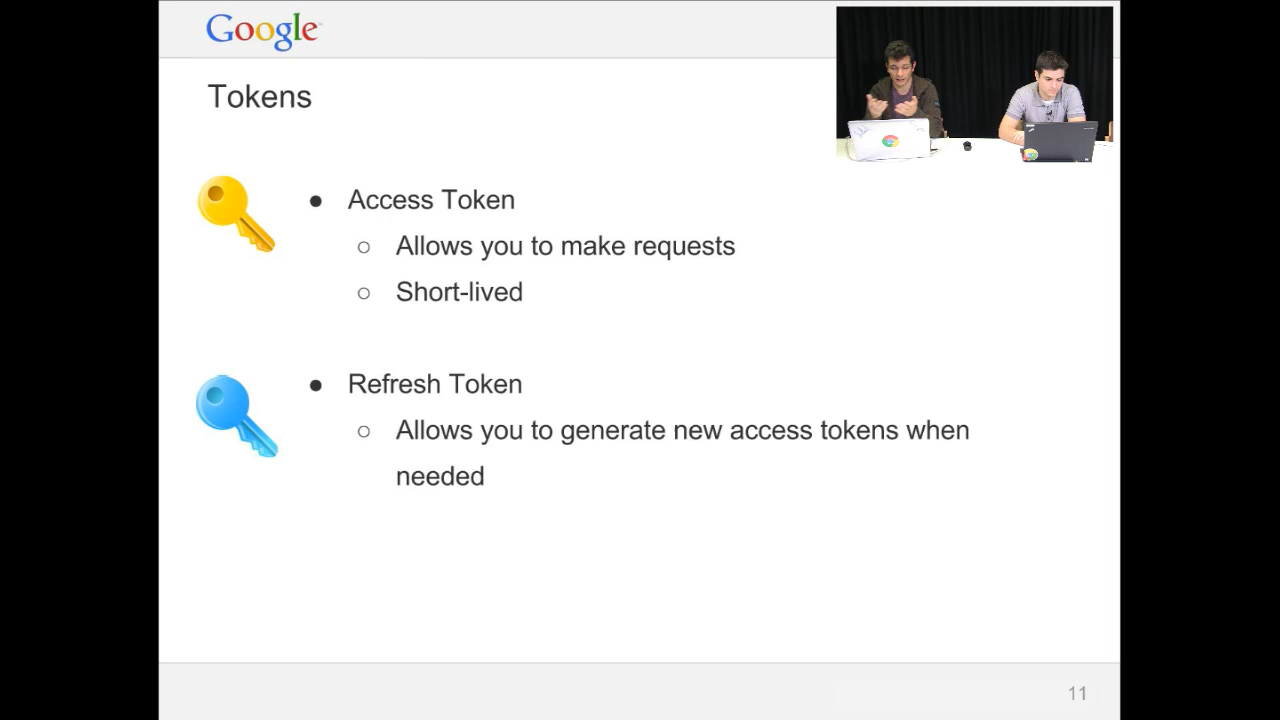 Google
Tokens
● Access Token
○ Allows you to make requests
○ Short-lived
● Refresh Token
○ Allows you to generate new access tokens when
needed
11